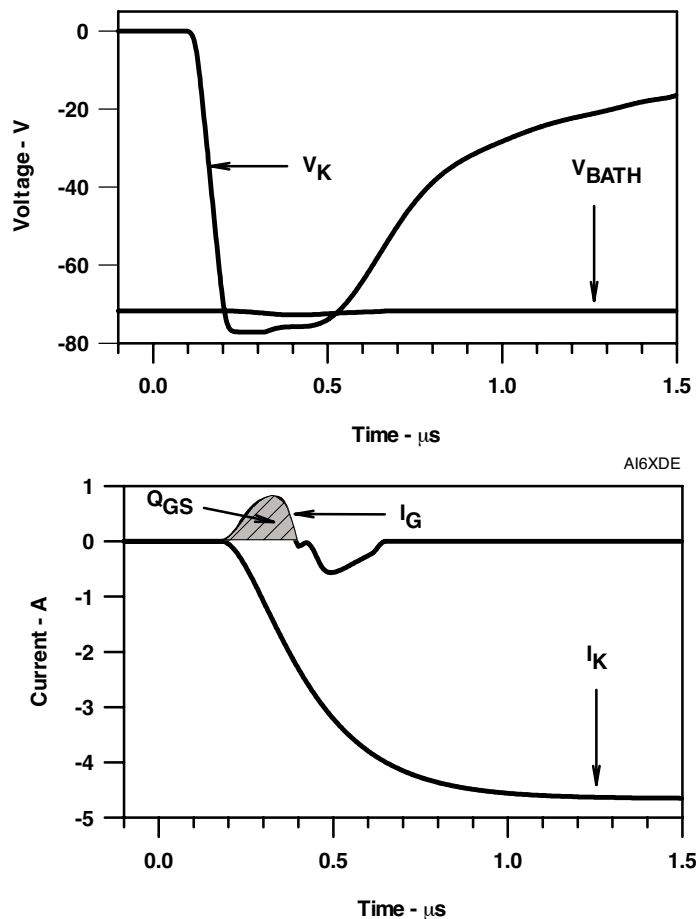 0
-20
-40
-60
-80
Voltage - V
V_K
V_BATH
0.0 0.5 1.0 1.5
Time - μs
AI6XDE
1
0
-1
-2
-3
-4
-5
Current - A
Q_GS
I_G
I_K
0.0 0.5 1.0 1.5
Time - μs